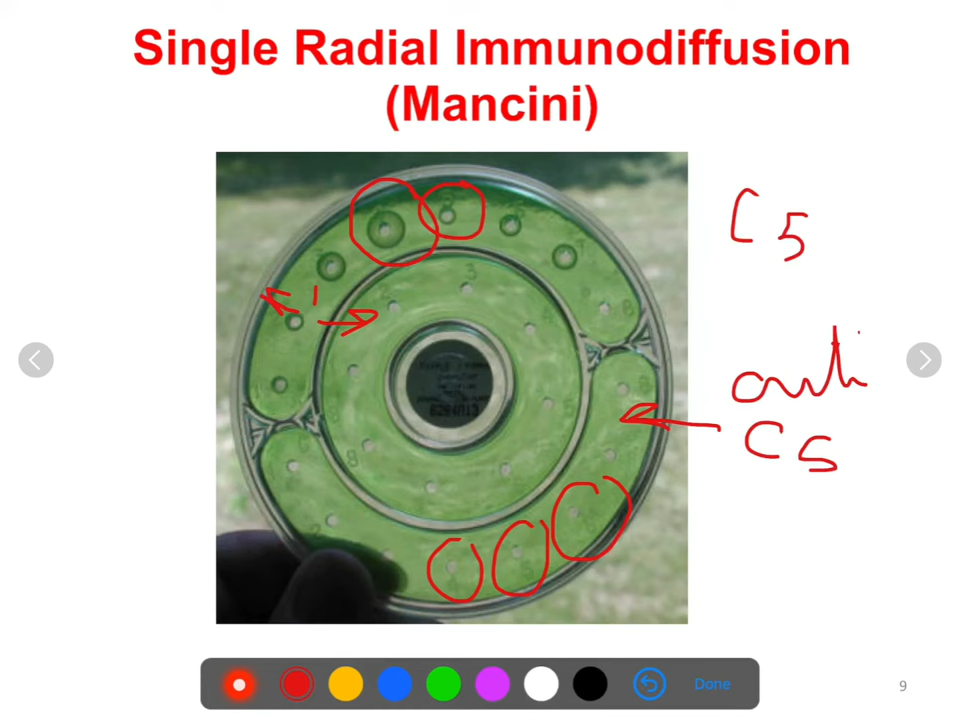 Single Radial Immunodiffusion
(Mancini)
C5
anti
C5
Done
9